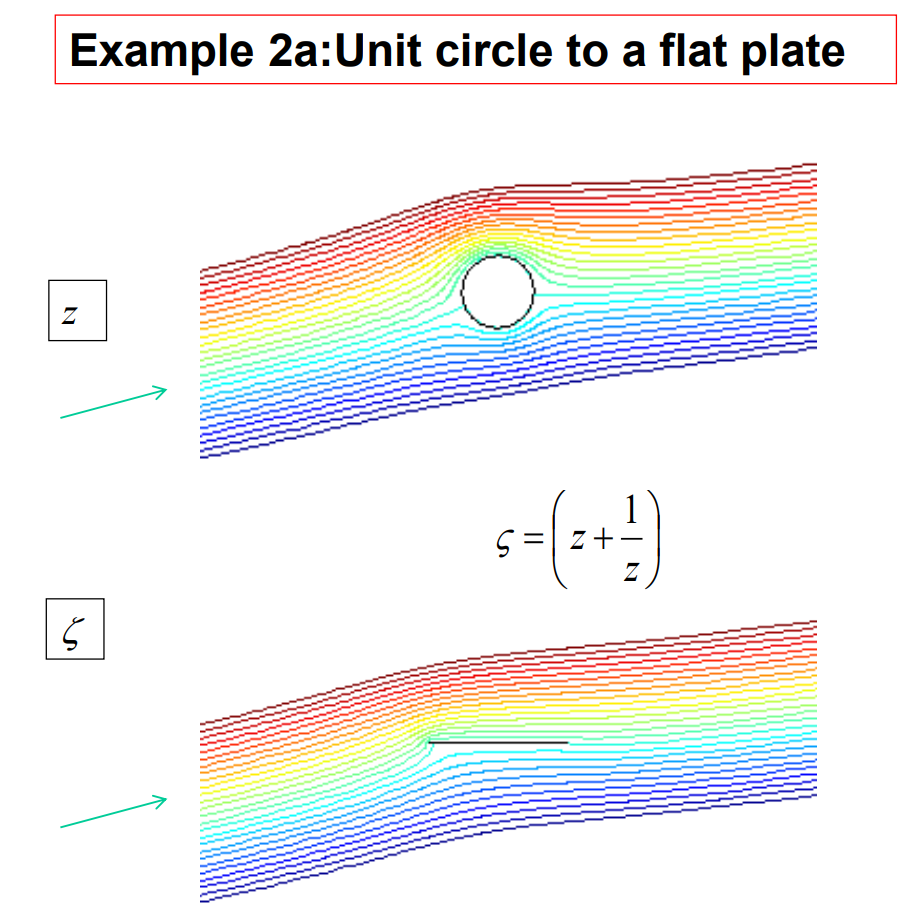 Example 2a:Unit circle to a flat plate
z
ς = ( z + 1/z )
ζ